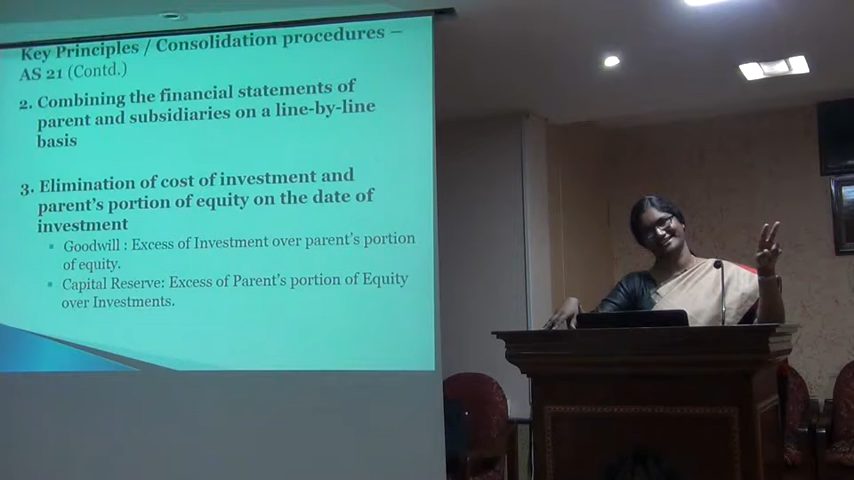 Key Principles / Consolidation procedures –
AS 21 (Contd.)
2. Combining the financial statements of
parent and subsidiaries on a line-by-line
basis
3. Elimination of cost of investment and
parent's portion of equity on the date of
investment
Goodwill : Excess of Investment over parent's portion
of equity.
Capital Reserve: Excess of Parent's portion of Equity
over Investments.